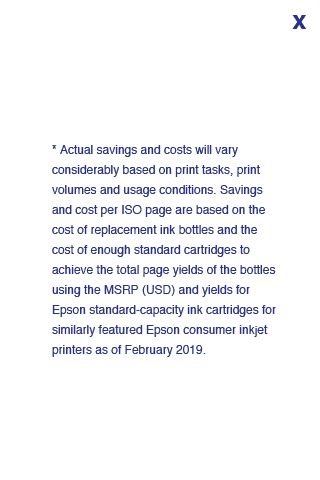 X
* Actual savings and costs will vary
considerably based on print tasks, print
volumes and usage conditions. Savings
and cost per ISO page are based on the
cost of replacement ink bottles and the
cost of enough standard cartridges to
achieve the total page yields of the bottles
using the MSRP (USD) and yields for
Epson standard-capacity ink cartridges for
similarly featured Epson consumer inkjet
printers as of February 2019.